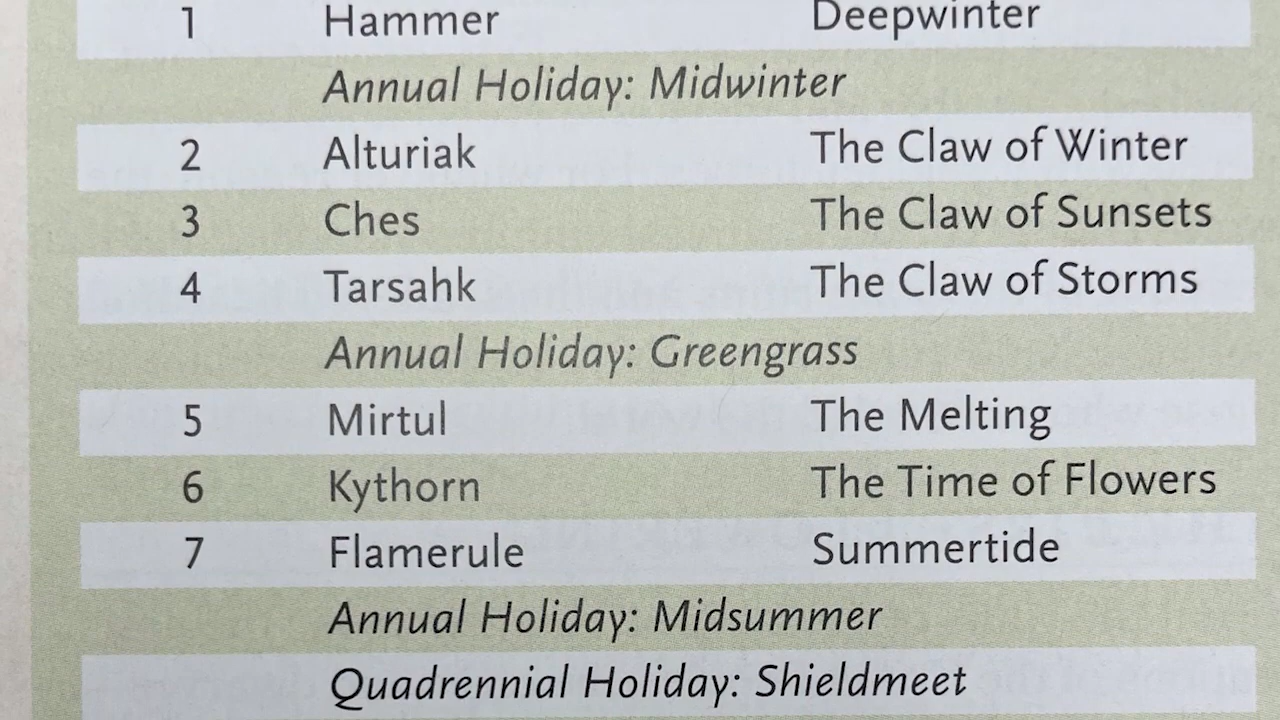 1 Hammer Deepwinter
Annual Holiday: Midwinter
2 Alturiak The Claw of Winter
3 Ches The Claw of Sunsets
4 Tarsahk The Claw of Storms
Annual Holiday: Greengrass
5 Mirtul The Melting
6 Kythorn The Time of Flowers
7 Flamerule Summertide
Annual Holiday: Midsummer
Quadrennial Holiday: Shieldmeet